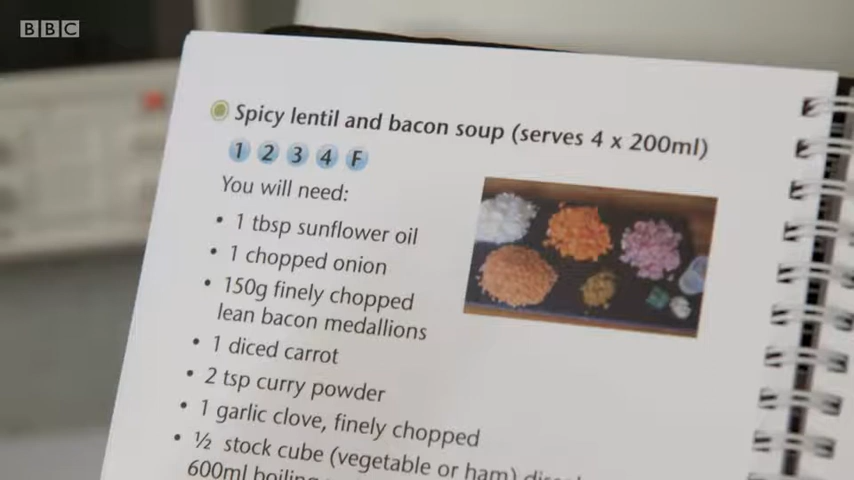 BBC
Spicy lentil and bacon soup (serves 4 x 200ml)
1 2 3 4 F
You will need:
• 1 tbsp sunflower oil
• 1 chopped onion
• 150g finely chopped
lean bacon medallions
• 1 diced carrot
• 2 tsp curry powder
• 1 garlic clove, finely chopped
• ½ stock cube (vegetable or ham)
600ml boiling